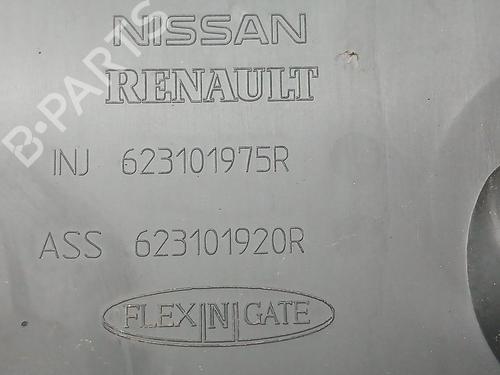 NISSAN
RENAULT
INJ 623101975R
ASS 623101920R
FLEX|N|GATE
B-PARTS